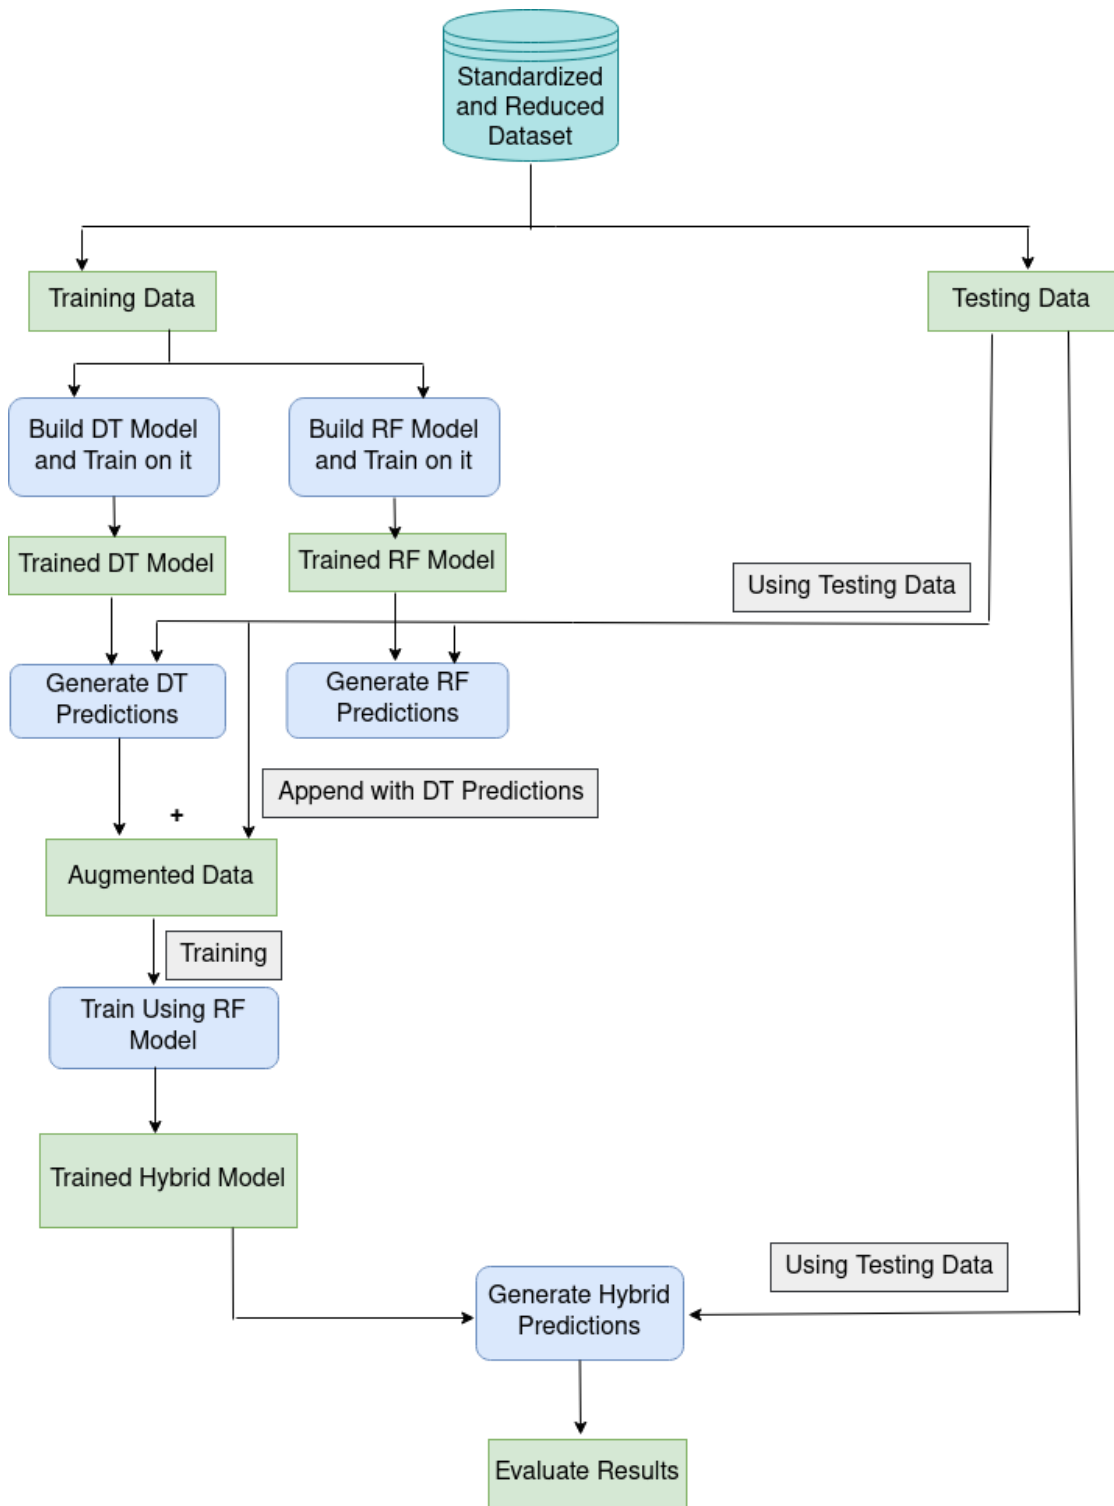 Standardized
and Reduced
Dataset
Training Data
Testing Data
Build DT Model
and Train on it
Build RF Model
and Train on it
Trained DT Model
Trained RF Model
Using Testing Data
Generate DT
Predictions
Generate RF
Predictions
Append with DT Predictions
+
Augmented Data
Training
Train Using RF
Model
Trained Hybrid Model
Using Testing Data
Generate Hybrid
Predictions
Evaluate Results